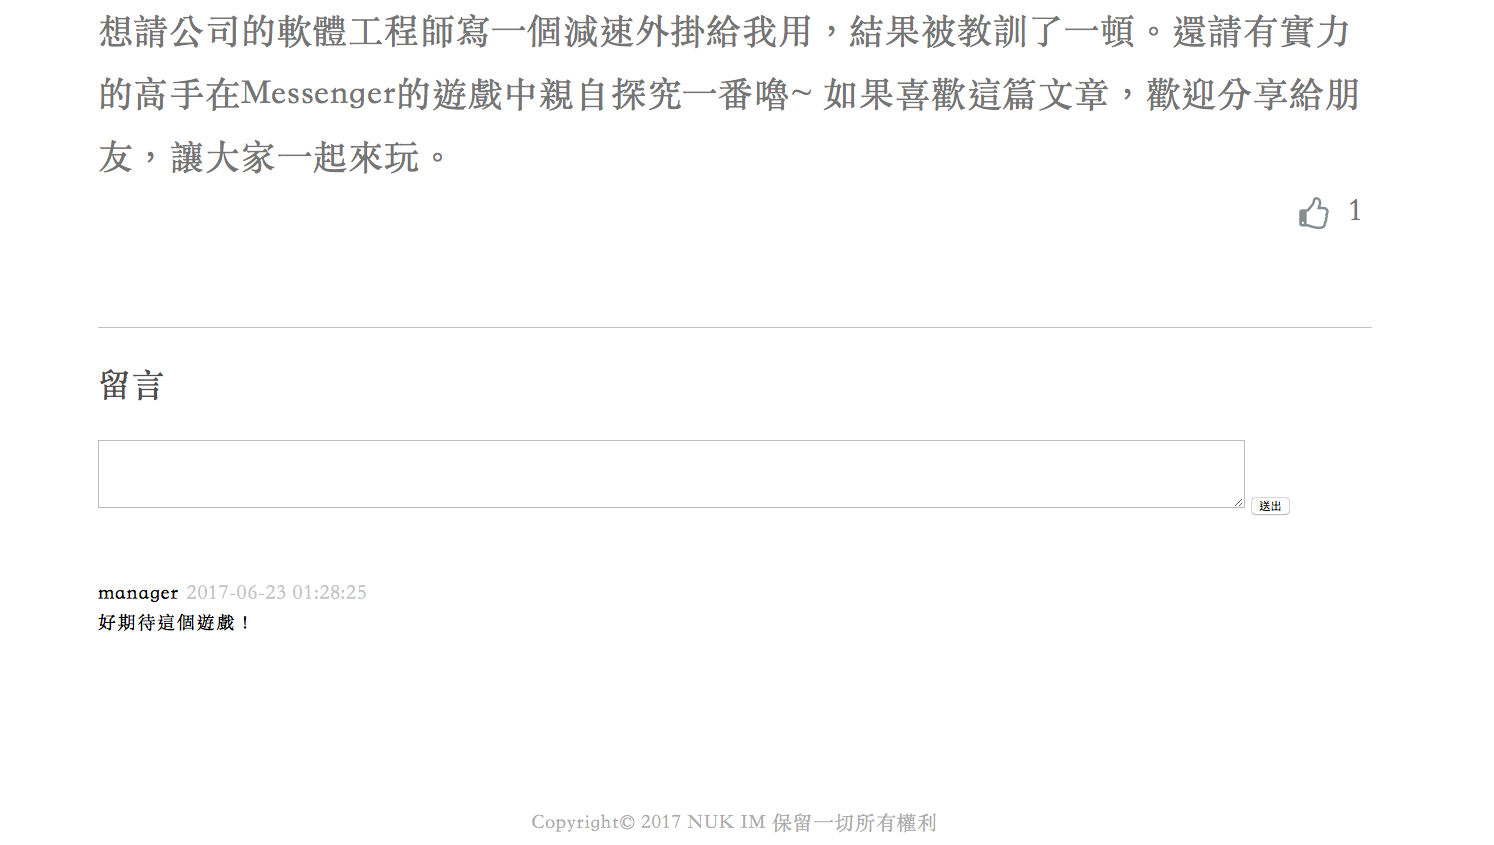 想請公司的軟體工程師寫一個減速外掛給我用，結果被教訓了一頓。還請有實力
的高手在Messenger的遊戲中親自探究一番嚕~ 如果喜歡這篇文章，歡迎分享給朋
友，讓大家一起來玩。
1
留言
送出
manager 2017-06-23 01:28:25
好期待這個遊戲！
Copyright© 2017 NUK IM 保留一切所有權利